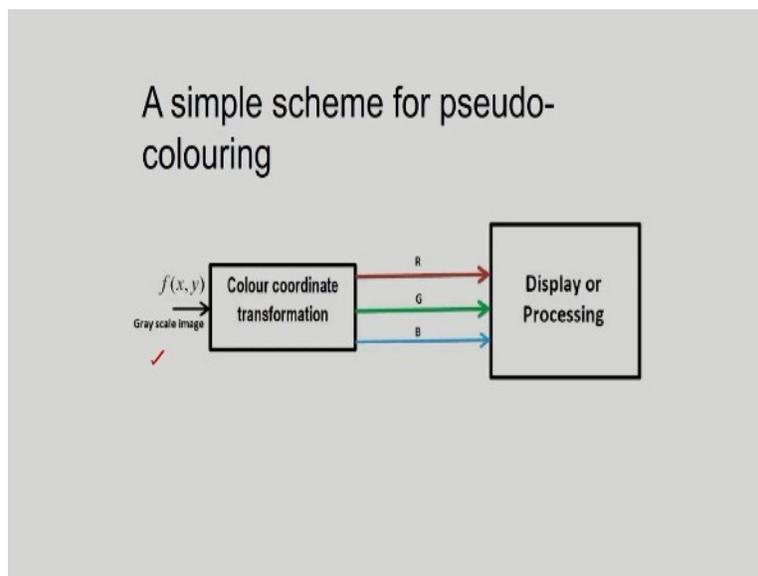 A simple scheme for pseudo-
colouring
f(x,y)
Gray scale image
Colour coordinate
transformation
R
G
B
Display or
Processing